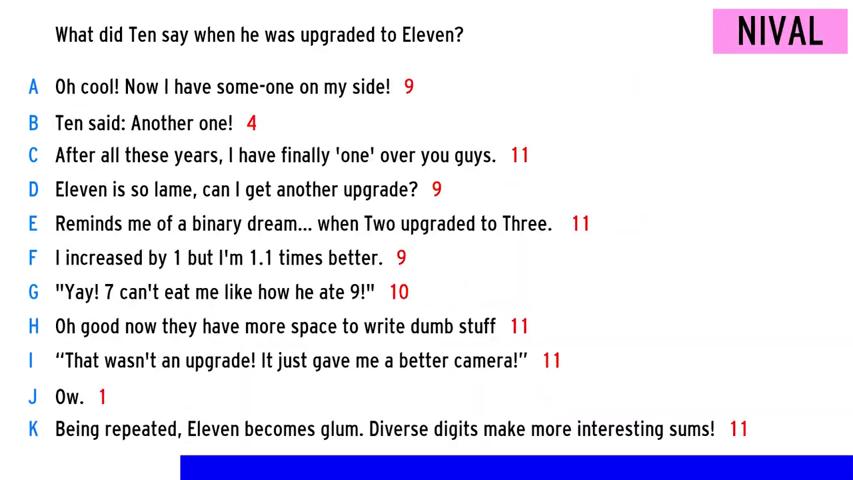 What did Ten say when he was upgraded to Eleven?
NIVAL
A Oh cool! Now I have some-one on my side! 9
B Ten said: Another one! 4
C After all these years, I have finally 'one' over you guys. 11
D Eleven is so lame, can I get another upgrade? 9
E Reminds me of a binary dream... when Two upgraded to Three. 11
F I increased by 1 but I'm 1.1 times better. 9
G "Yay! 7 can't eat me like how he ate 9!" 10
H Oh good now they have more space to write dumb stuff 11
I “That wasn't an upgrade! It just gave me a better camera!” 11
J Ow. 1
K Being repeated, Eleven becomes glum. Diverse digits make more interesting sums! 11